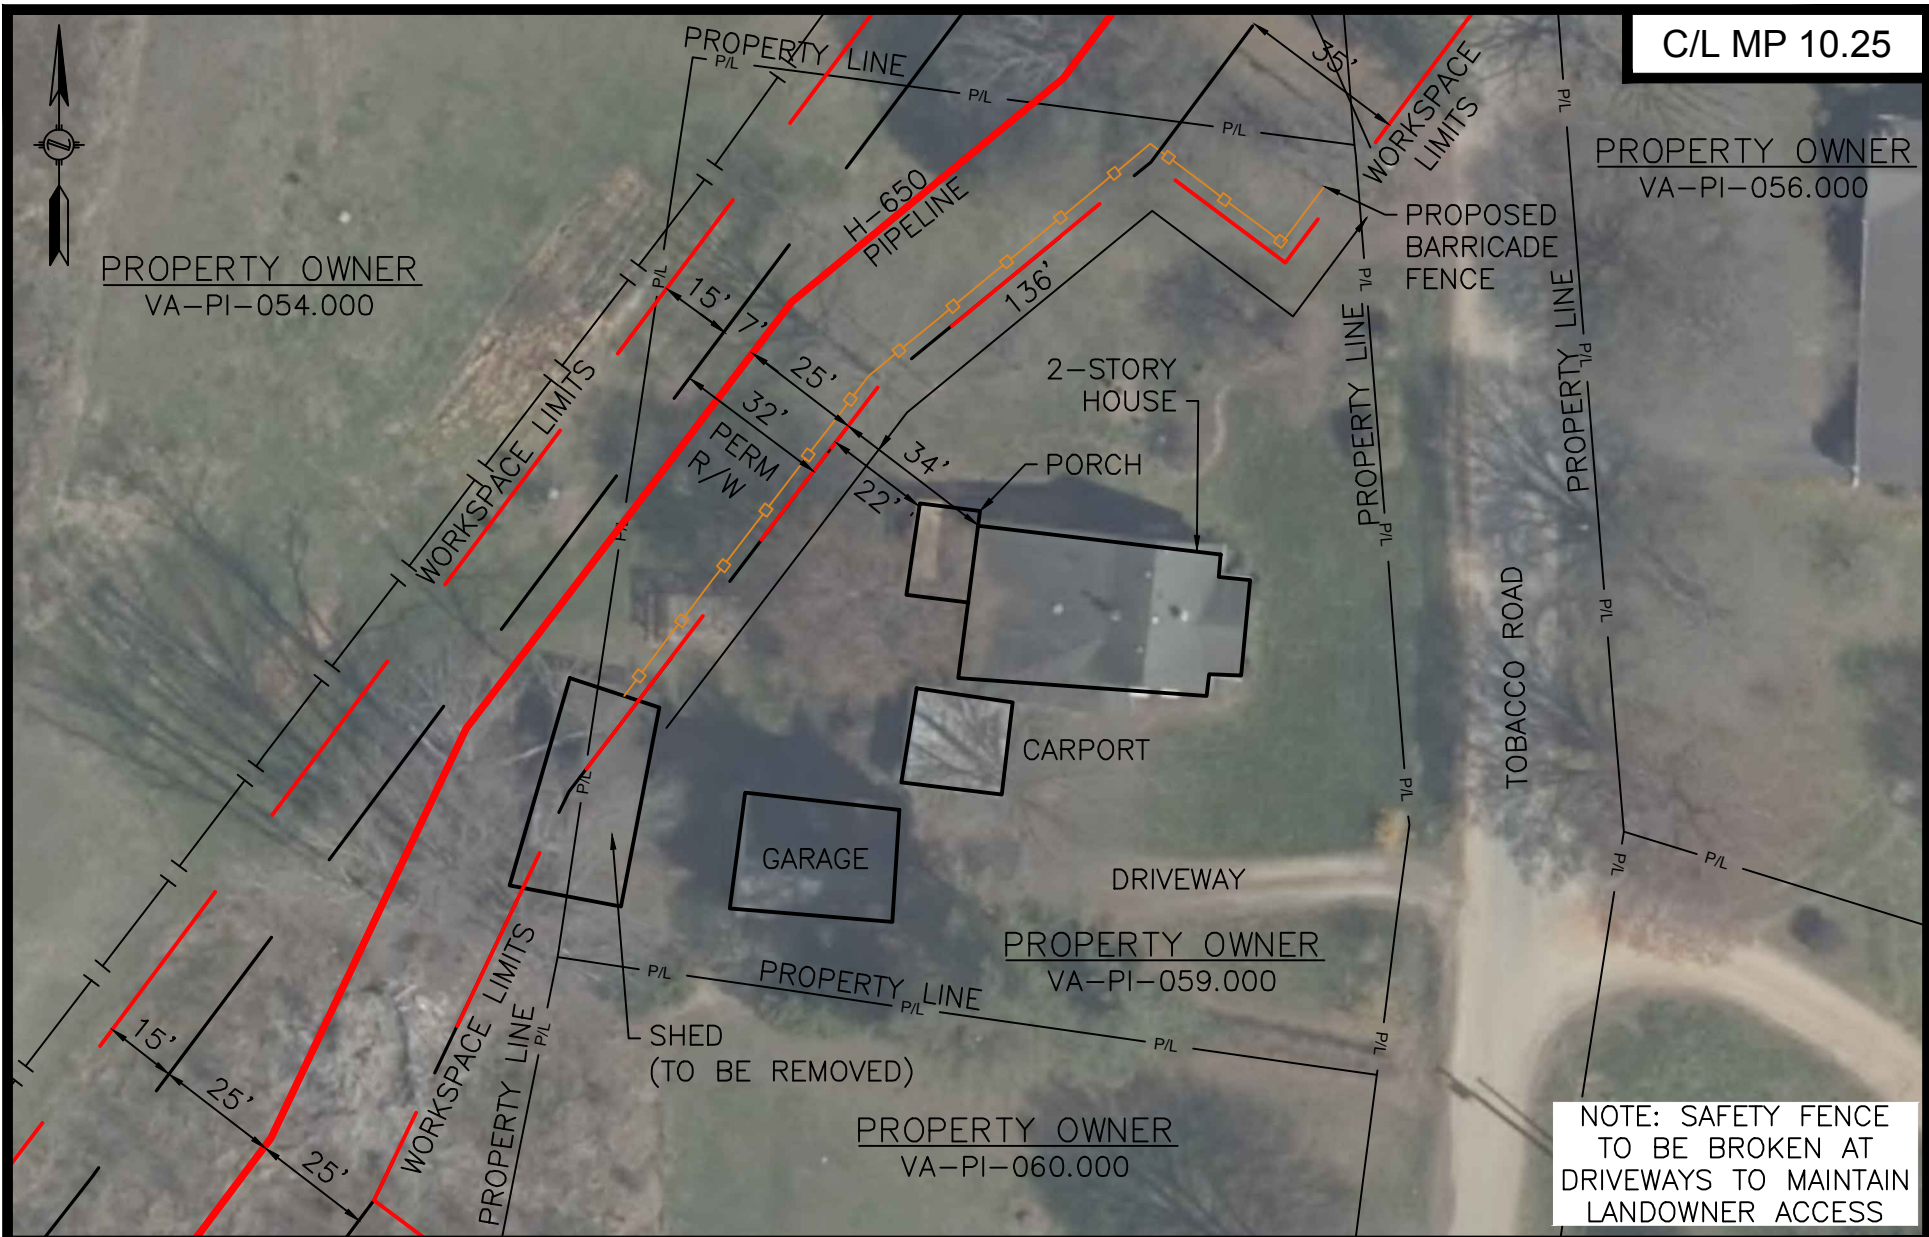 C/L MP 10.25
PROPERTY LINE
P/L
P/L
P/L
35'
WORKSPACE
LIMITS
P/L
PROPERTY OWNER
VA-PI-056.000
H-650
PIPELINE
PROPOSED
BARRICADE
FENCE
PROPERTY OWNER
VA-PI-054.000
P/L
15'
7'
136'
P/L
PROPERTY LINE
PROPERTY LINE
P/L
25'
32'
PERM
R/W
34'
22'
2-STORY
HOUSE
PORCH
WORKSPACE LIMITS
P/L
P/L
P/L
TOBACCO ROAD
CARPORT
P/L
P/L
GARAGE
DRIVEWAY
P/L
P/L
PROPERTY OWNER
VA-PI-059.000
P/L
PROPERTY LINE
P/L
P/L
P/L
WORKSPACE LIMITS
PROPERTY LINE
P/L
SHED
(TO BE REMOVED)
15'
25'
25'
PROPERTY OWNER
VA-PI-060.000
NOTE: SAFETY FENCE
TO BE BROKEN AT
DRIVEWAYS TO MAINTAIN
LANDOWNER ACCESS